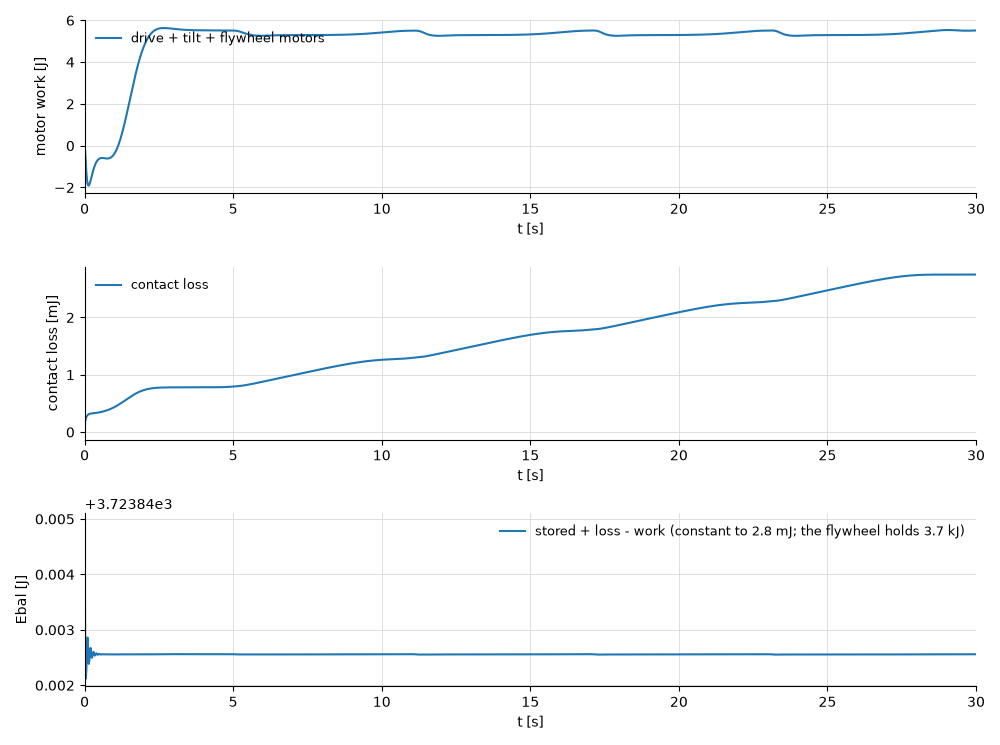 6
4
2
0
−2
motor work [J]
drive + tilt + flywheel motors
0 5 10 15 20 25 30
t [s]
2
1
0
contact loss [mJ]
contact loss
0 5 10 15 20 25 30
t [s]
+3.72384e3
0.005
0.004
0.003
0.002
Ebal [J]
stored + loss - work (constant to 2.8 mJ; the flywheel holds 3.7 kJ)
0 5 10 15 20 25 30
t [s]